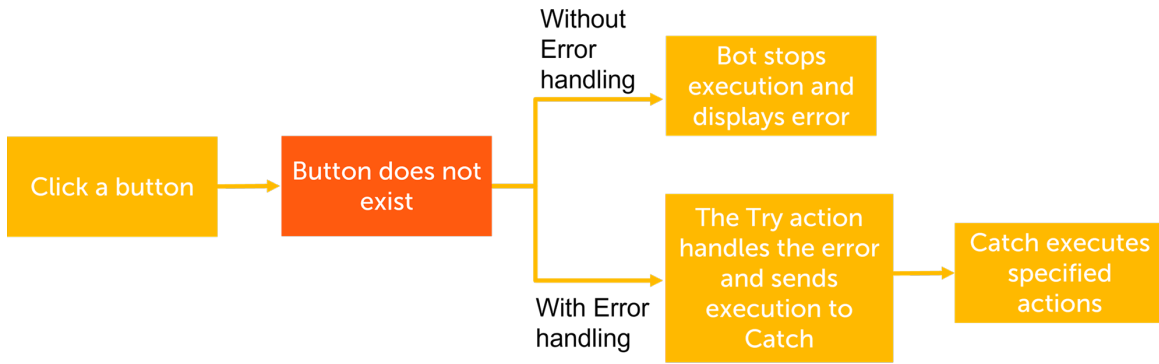 Click a button
Button does not
exist
Without
Error
handling
Bot stops
execution and
displays error
With Error
handling
The Try action
handles the error
and sends
execution to
Catch
Catch executes
specified
actions